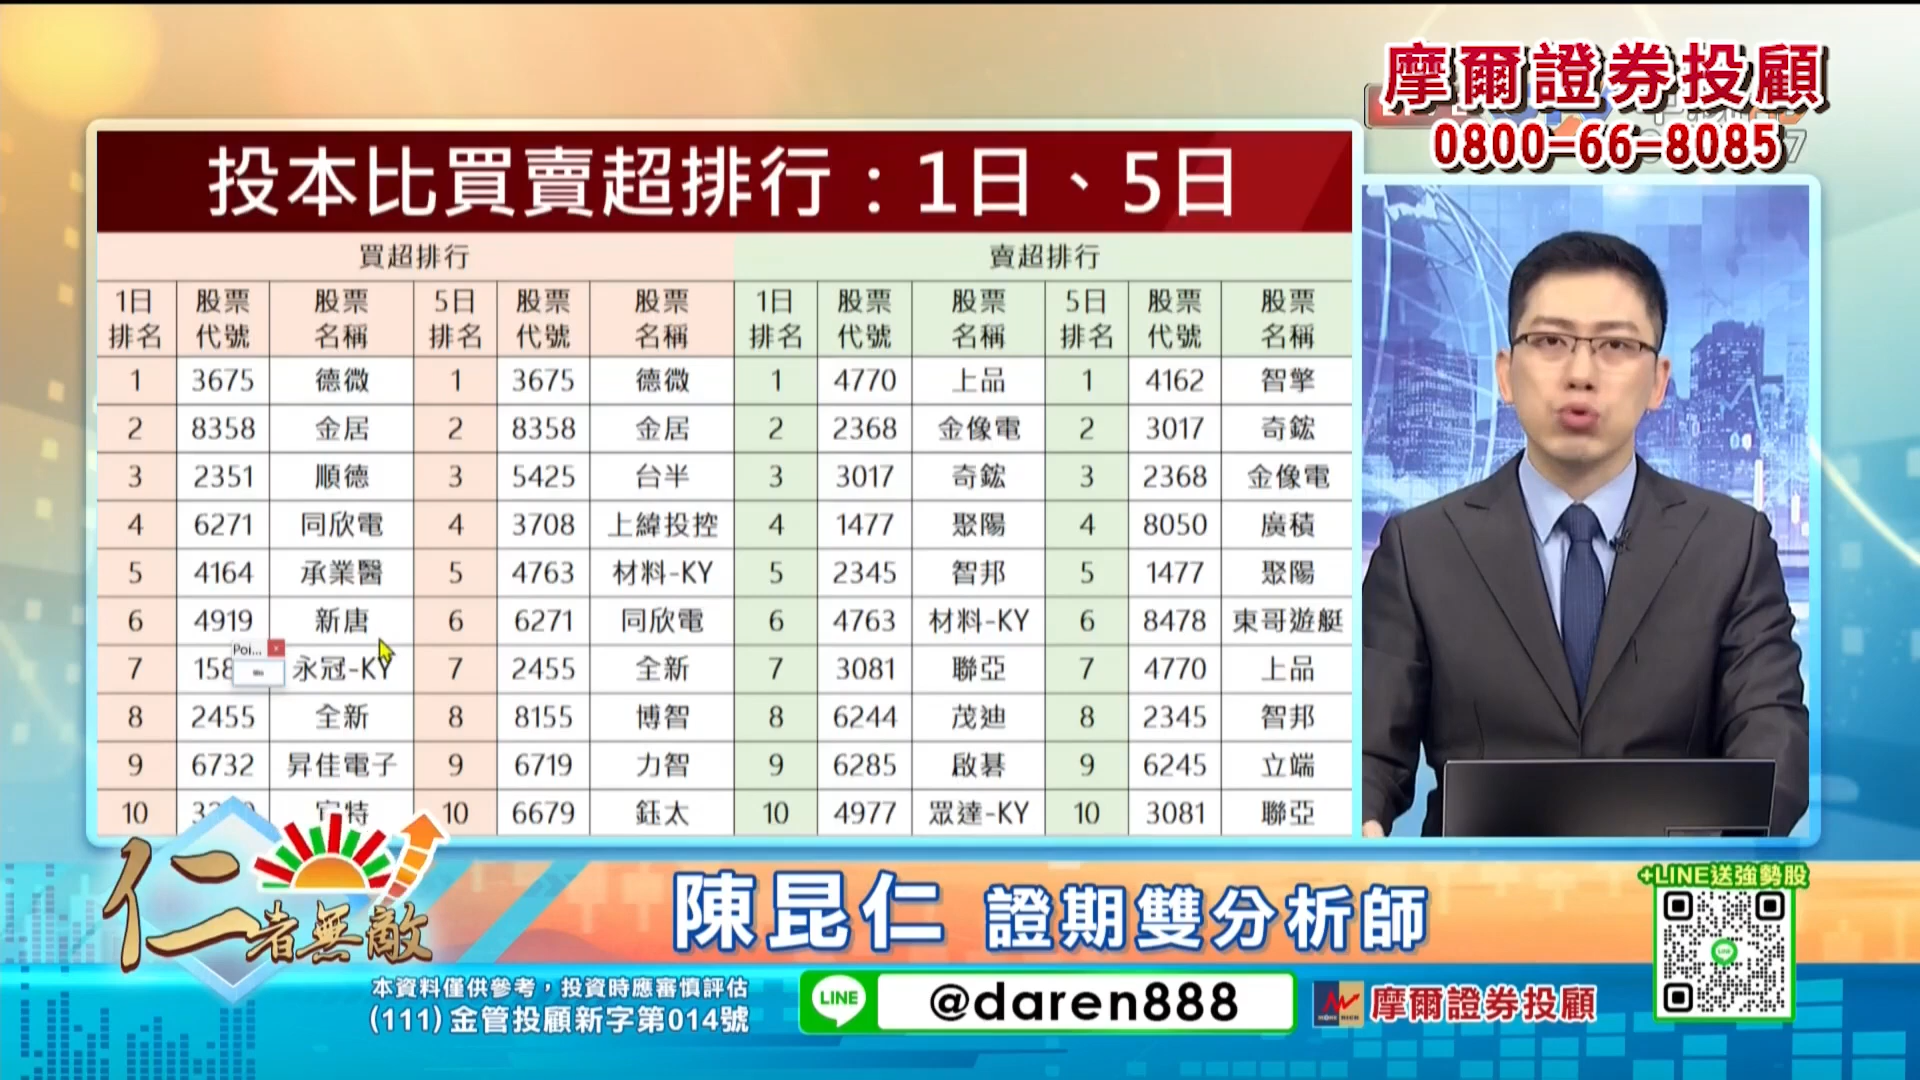 摩爾證券投顧
0800-66-8085
投本比買賣超排行：1日、5日
買超排行 賣超排行
1日排名 股票代號 股票名稱 5日排名 股票代號 股票名稱 1日排名 股票代號 股票名稱 5日排名 股票代號 股票名稱
1 3675 德微 1 3675 德微 1 4770 上品 1 4162 智擎
2 8358 金居 2 8358 金居 2 2368 金像電 2 3017 奇鋐
3 2351 順德 3 5425 台半 3 3017 奇鋐 3 2368 金像電
4 6271 同欣電 4 3708 上緯投控 4 1477 聚陽 4 8050 廣積
5 4164 承業醫 5 4763 材料-KY 5 2345 智邦 5 1477 聚陽
6 4919 新唐 6 6271 同欣電 6 4763 材料-KY 6 8478 東哥遊艇
Poi...
7 158 永冠-KY 7 2455 全新 7 3081 聯亞 7 4770 上品
8 2455 全新 8 8155 博智 8 6244 茂迪 8 2345 智邦
9 6732 昇佳電子 9 6719 力智 9 6285 啟碁 9 6245 立端
10 宜特 10 6679 鈺太 10 4977 眾達-KY 10 3081 聯亞
仁者無敵
陳昆仁 證期雙分析師
+LINE送強勢股
本資料僅供參考，投資時應審慎評估
(111)金管投顧新字第014號
LINE @daren888
摩爾證券投顧